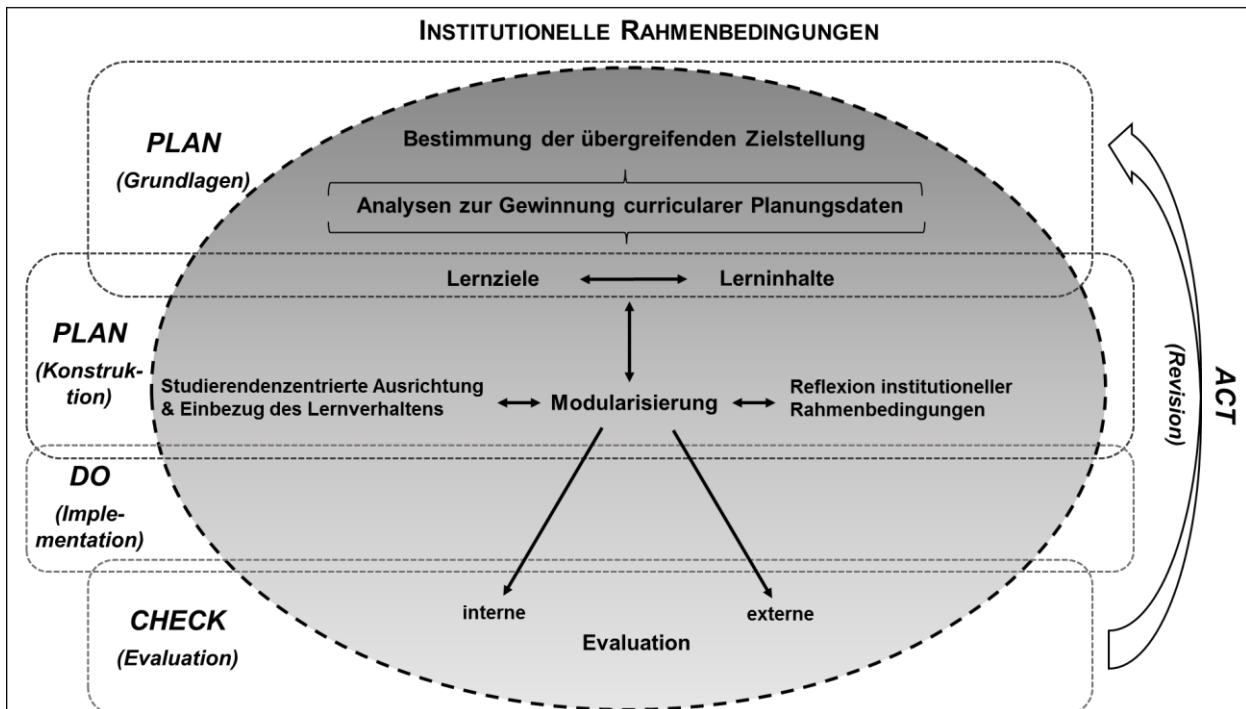 INSTITUTIONELLE RAHMENBEDINGUNGEN
PLAN
(Grundlagen)
Bestimmung der übergreifenden Zielstellung
Analysen zur Gewinnung curricularer Planungsdaten
Lernziele
Lerninhalte
PLAN
(Konstruk-
tion)
Studierendenzentrierte Ausrichtung
& Einbezug des Lernverhaltens
Modularisierung
Reflexion institutioneller
Rahmenbedingungen
DO
(Imple-
mentation)
CHECK
(Evaluation)
interne
externe
Evaluation
ACT
(Revision)